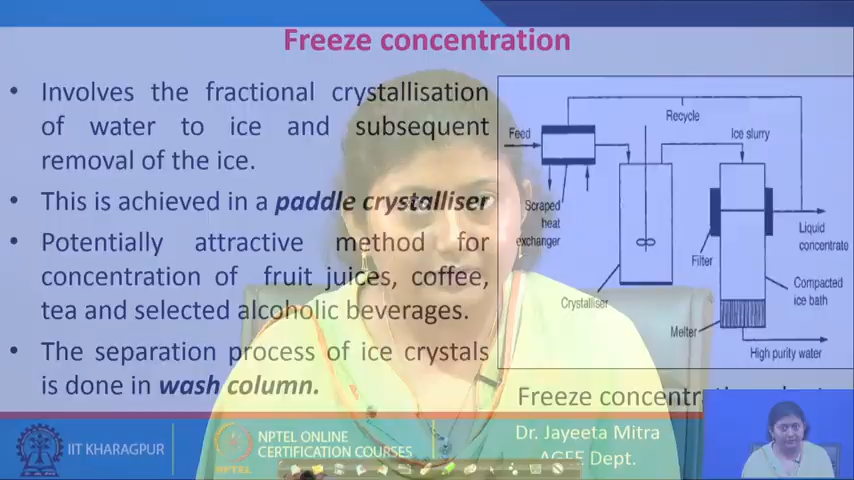 Freeze concentration
• Involves the fractional crystallisation
of water to ice and subsequent
removal of the ice.
• This is achieved in a paddle crystalliser
• Potentially attractive method for
concentration of fruit juices, coffee,
tea and selected alcoholic beverages.
• The separation process of ice crystals
is done in wash column.
Recycle
Feed
Ice slurry
Scraped
heat
exchanger
Liquid
concentrate
Filter
Compacted
ice bath
Crystalliser
Melter
High purity water
Freeze
IIT KHARAGPUR
NPTEL
NPTEL ONLINE
CERTIFICATION COURSES
Dr. Jayeeta Mitra
AGFE Dept.